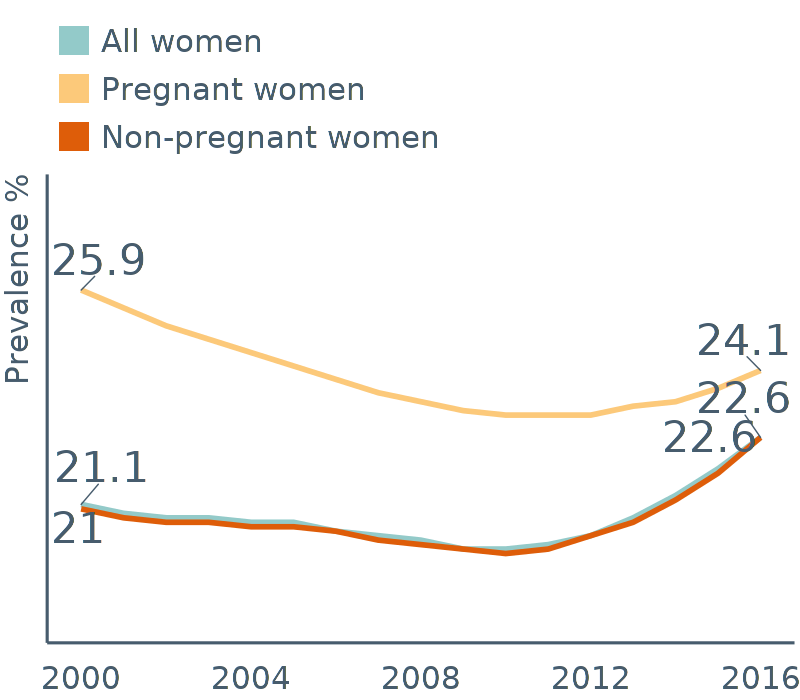 All women
Pregnant women
Non-pregnant women
Prevalence %
25.9
24.1
22.6
22.6
21.1
21
2000 2004 2008 2012 2016